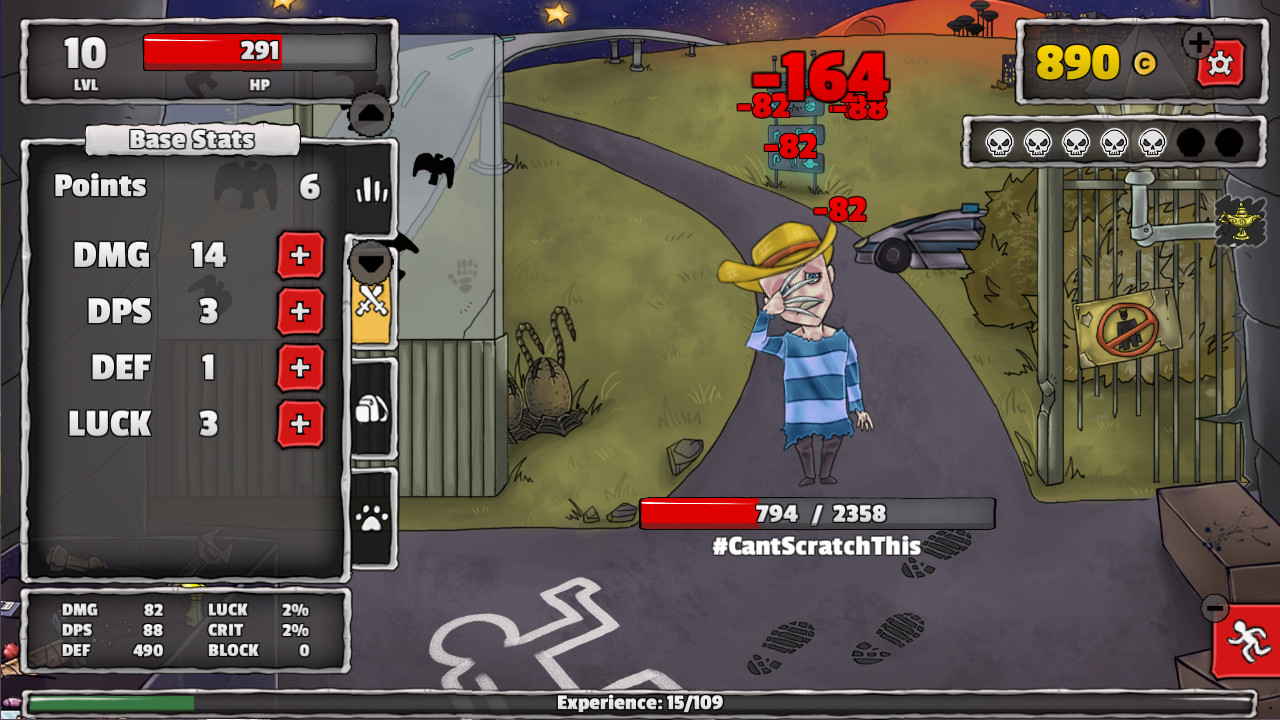 10
LVL
291
HP
890 C
Base Stats
Points 6
DMG 14 +
DPS 3 +
DEF 1 +
LUCK 3 +
-164
-82
-88
-82
-82
794 / 2358
#CantScratchThis
DMG 82 LUCK 2%
DPS 88 CRIT 2%
DEF 490 BLOCK 0
Experience: 15/109